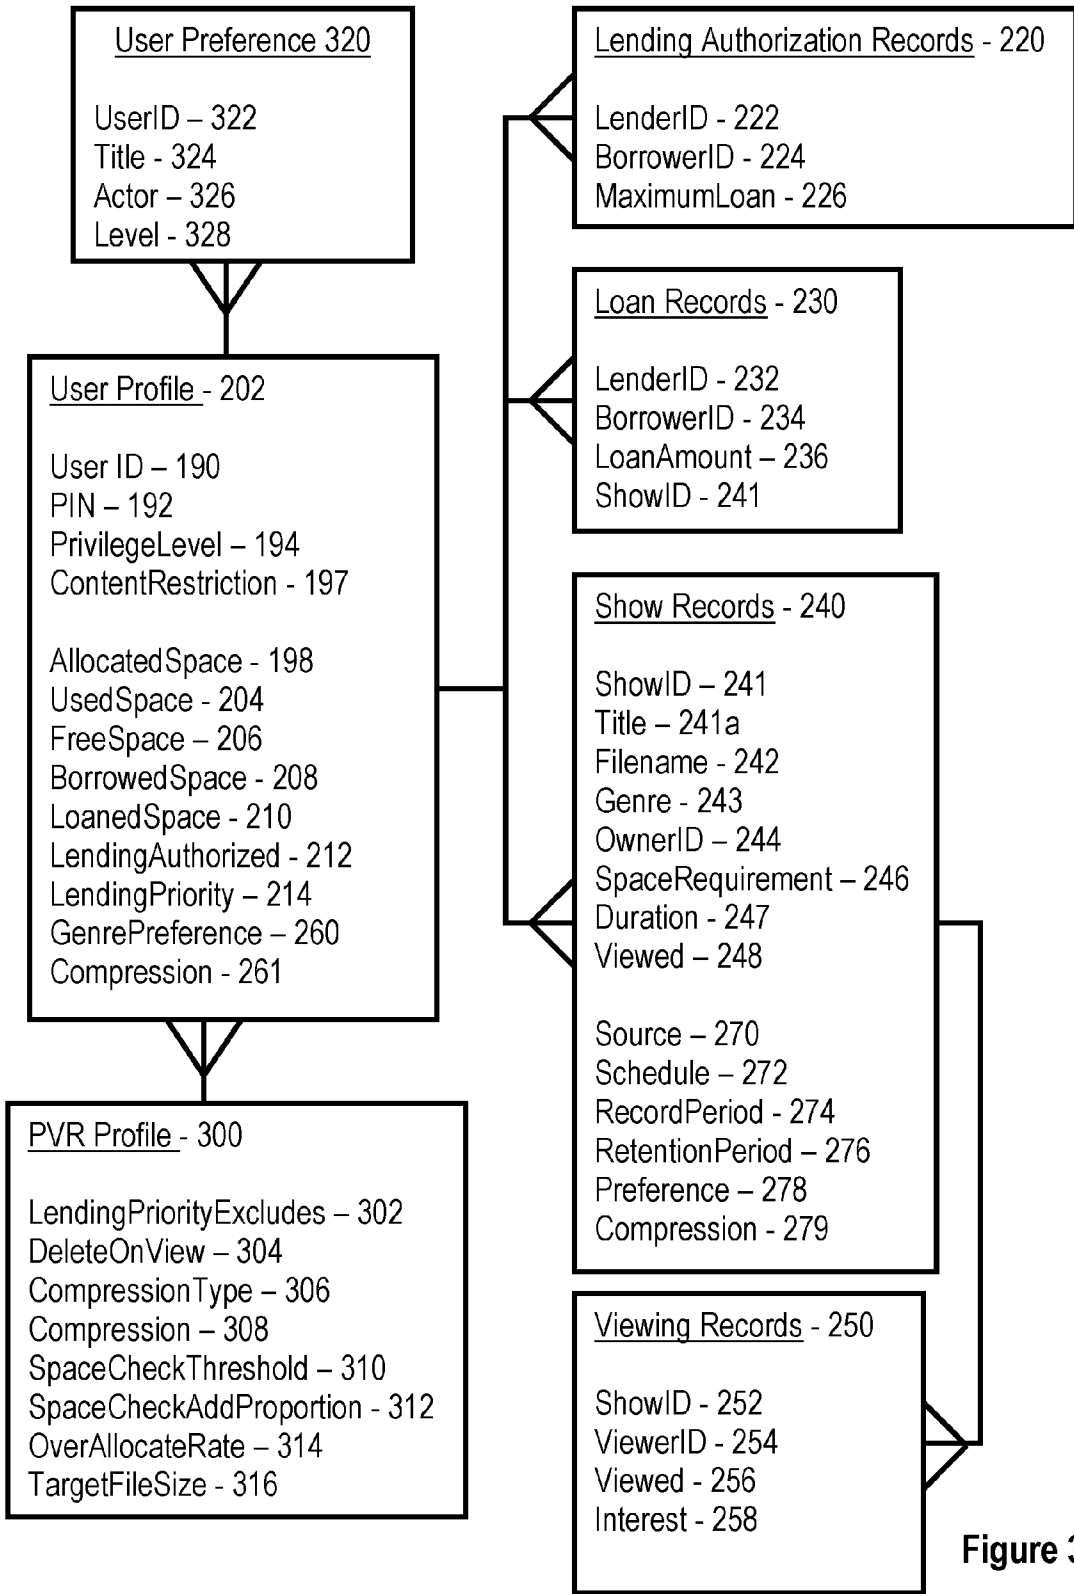 User Preference 320
UserID – 322
Title - 324
Actor - 326
Level - 328
User Profile - 202
User ID – 190
PIN – 192
PrivilegeLevel – 194
ContentRestriction - 197
AllocatedSpace - 198
UsedSpace - 204
FreeSpace – 206
BorrowedSpace - 208
LoanedSpace - 210
LendingAuthorized - 212
LendingPriority - 214
GenrePreference – 260
Compression - 261
PVR Profile - 300
LendingPriorityExcludes – 302
DeleteOnView – 304
CompressionType – 306
Compression – 308
SpaceCheckThreshold – 310
SpaceCheckAddProportion - 312
OverAllocateRate – 314
TargetFileSize - 316
Lending Authorization Records - 220
LenderID - 222
BorrowerID - 224
MaximumLoan - 226
Loan Records - 230
LenderID - 232
BorrowerID - 234
LoanAmount – 236
ShowID - 241
Show Records - 240
ShowID – 241
Title – 241a
Filename - 242
Genre - 243
OwnerID - 244
SpaceRequirement – 246
Duration - 247
Viewed – 248
Source – 270
Schedule – 272
RecordPeriod - 274
RetentionPeriod – 276
Preference – 278
Compression - 279
Viewing Records - 250
ShowID - 252
ViewerID - 254
Viewed - 256
Interest - 258
Figure